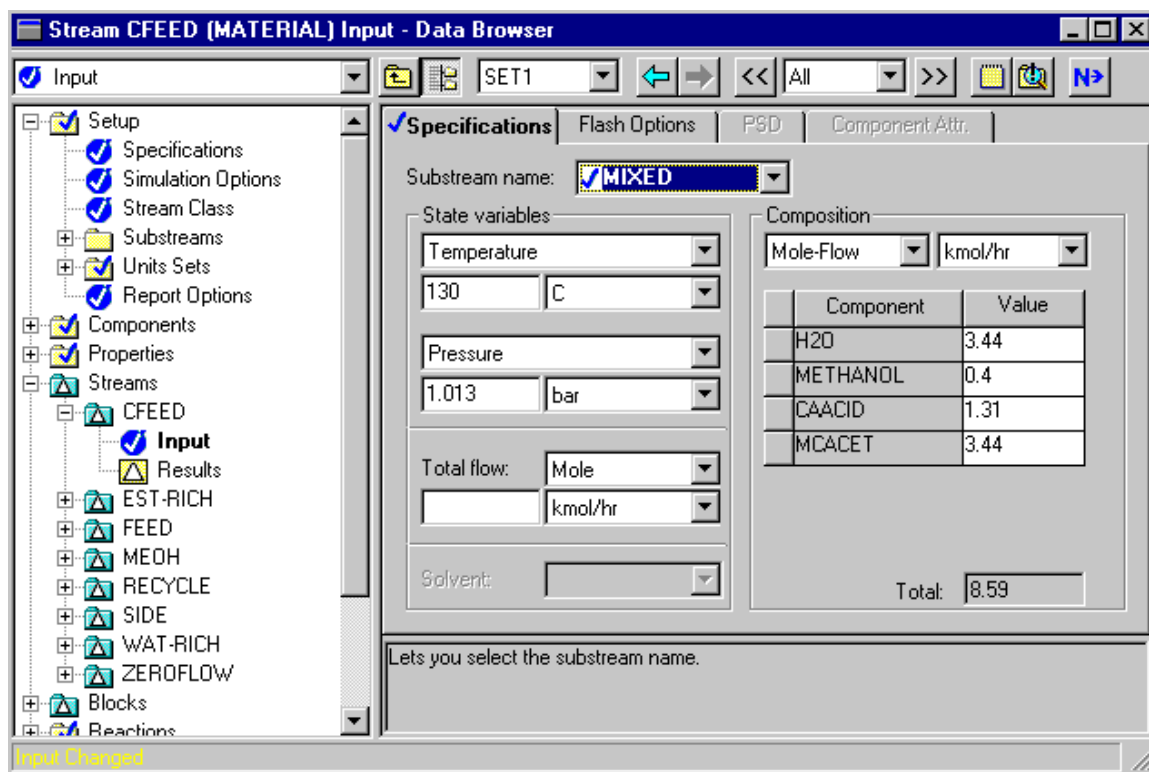 Stream CFEED (MATERIAL) Input - Data Browser
Input
SET1
<<
All
>>
N
Setup
Specifications
Simulation Options
Stream Class
Substreams
Units Sets
Report Options
Components
Properties
Streams
CFEED
Input
Results
EST-RICH
FEED
MEOH
RECYCLE
SIDE
WAT-RICH
ZEROFLOW
Blocks
Reactions
Specifications
Flash Options
PSD
Component Attr.
Substream name: MIXED
State variables
Temperature
130 C
Pressure
1.013 bar
Total flow: Mole
kmol/hr
Solvent:
Composition
Mole-Flow kmol/hr
Component Value
H2O 3.44
METHANOL 0.4
CAACID 1.31
MCACET 3.44
Total: 8.59
Lets you select the substream name.
Input Changed